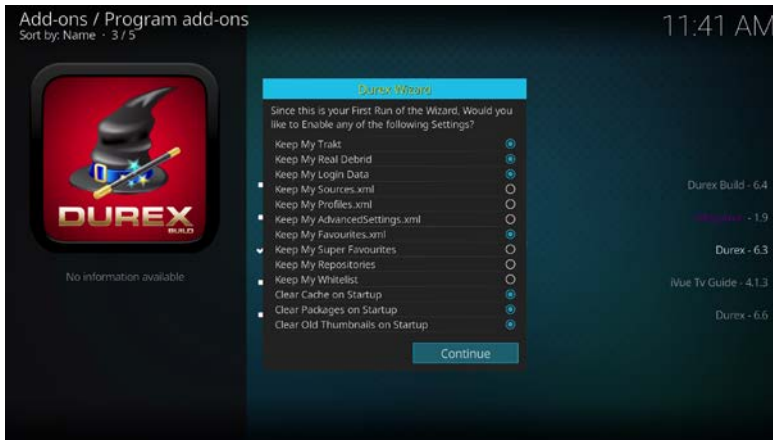 Add-ons / Program add-ons
Sort by: Name · 3 / 5
11:41 AM
DUREX
BUILD
No information available
Durex Wizard
Since this is your First Run of the Wizard, Would you
like to Enable any of the following Settings?
Keep My Trakt
Keep My Real Debrid
Keep My Login Data
Keep My Sources.xml
Keep My Profiles.xml
Keep My AdvancedSettings.xml
Keep My Favourites.xml
Keep My Super Favourites
Keep My Repositories
Keep My Whitelist
Clear Cache on Startup
Clear Packages on Startup
Clear Old Thumbnails on Startup
Continue
Durex Build - 6.4
- 1.9
Durex - 6.3
iVue Tv Guide - 4.1.3
Durex - 6.6